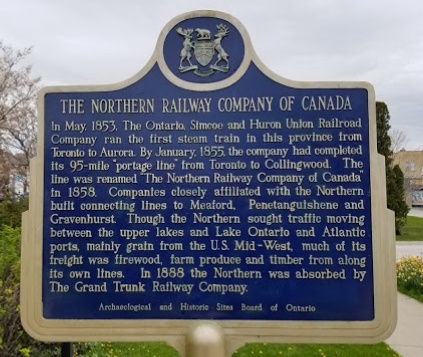 THE NORTHERN RAILWAY COMPANY OF CANADA
In May, 1853, The Ontario, Simcoe and Huron Union Railroad
Company ran the first steam train in this province from
Toronto to Aurora. By January, 1855, the company had completed
its 95-mile "portage line" from Toronto to Collingwood. The
line was renamed "The Northern Railway Company of Canada"
in 1858. Companies closely affiliated with the Northern
built connecting lines to Meaford, Penetanguishene and
Gravenhurst. Though the Northern sought traffic moving
between the upper lakes and Lake Ontario and Atlantic
ports, mainly grain from the U.S. Mid-West, much of its
freight was firewood, farm produce and timber from along
its own lines. In 1888 the Northern was absorbed by
The Grand Trunk Railway Company.
Archaeological and Historic Sites Board of Ontario